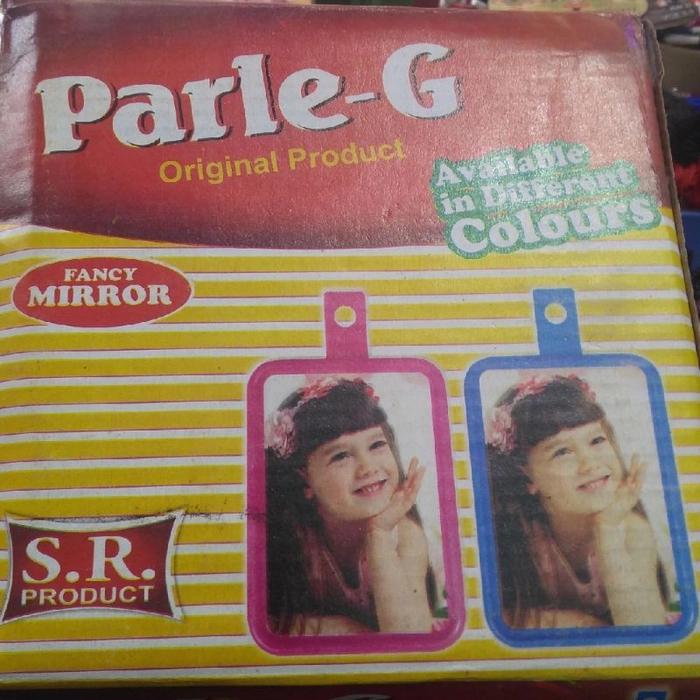 Parle-G
Original Product
Available
in Different
Colours
FANCY
MIRROR
S.R.
PRODUCT